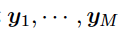 y₁, ⋯ , y_M